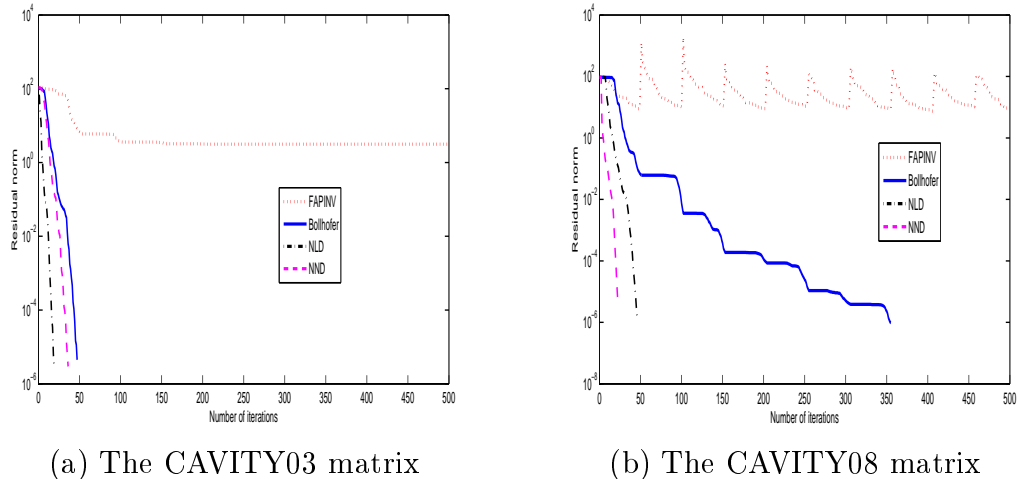 10^4
10^2
10^0
10^-2
10^-4
10^-6
Residual norm
0 50 100 150 200 250 300 350 400 450 500
Number of iterations
FAPINV
Bollhofer
NLD
NND
(a) The CAVITY03 matrix
10^4
10^2
10^0
10^-2
10^-4
10^-6
10^-8
Residual norm
0 50 100 150 200 250 300 350 400 450 500
Number of iterations
FAPINV
Bollhofer
NLD
NND
(b) The CAVITY08 matrix